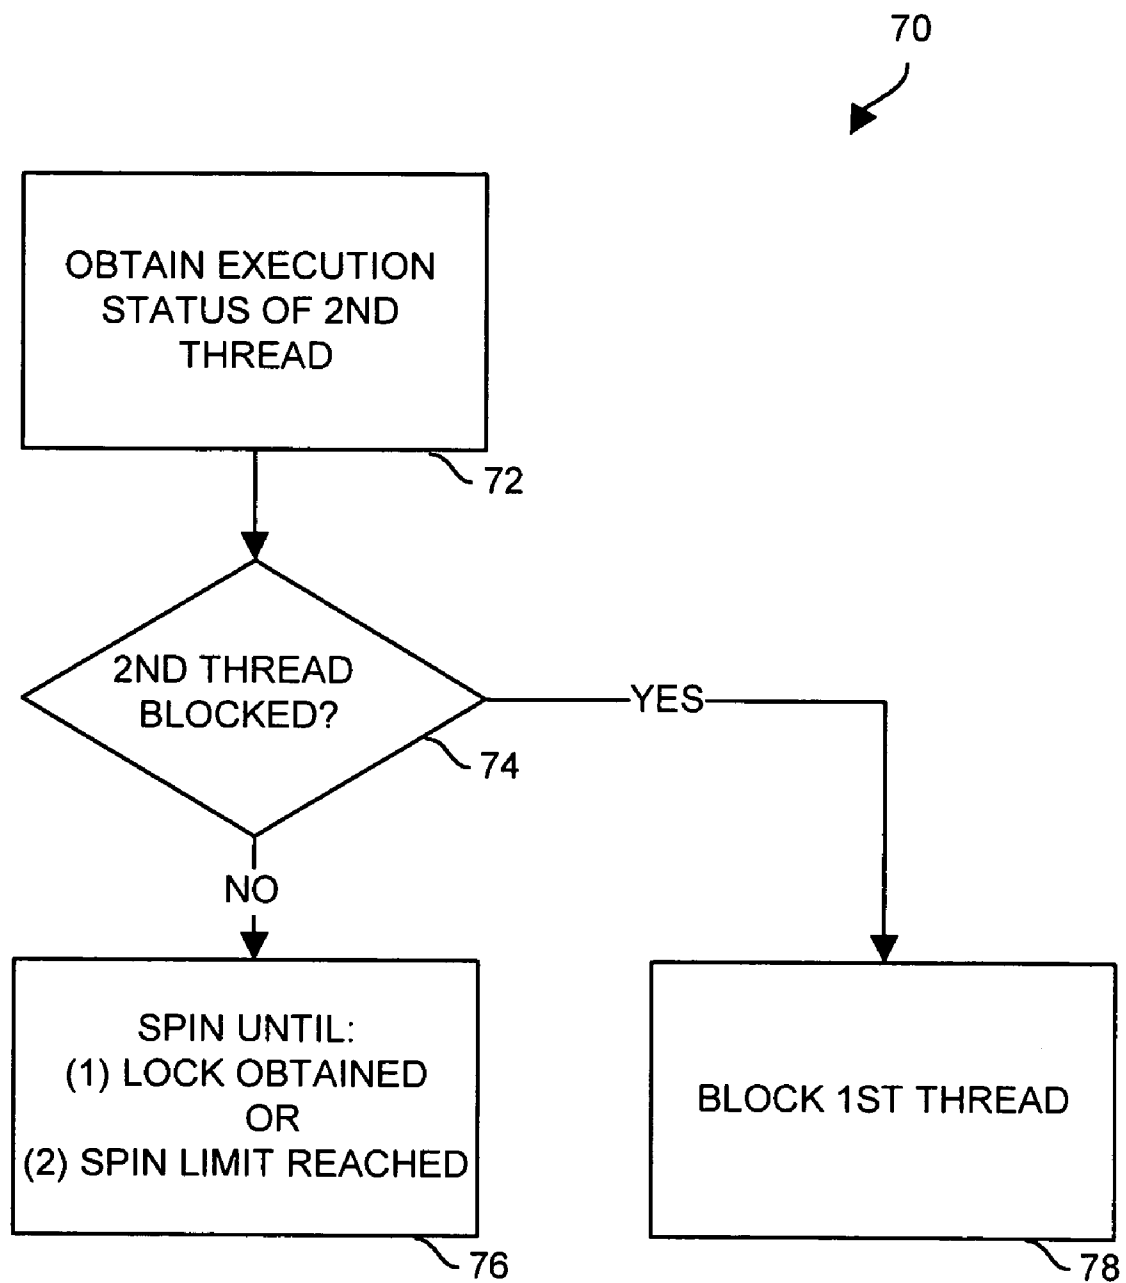 70
OBTAIN EXECUTION
STATUS OF 2ND
THREAD
72
2ND THREAD
BLOCKED?
74
YES
NO
SPIN UNTIL:
(1) LOCK OBTAINED
OR
(2) SPIN LIMIT REACHED
76
BLOCK 1ST THREAD
78